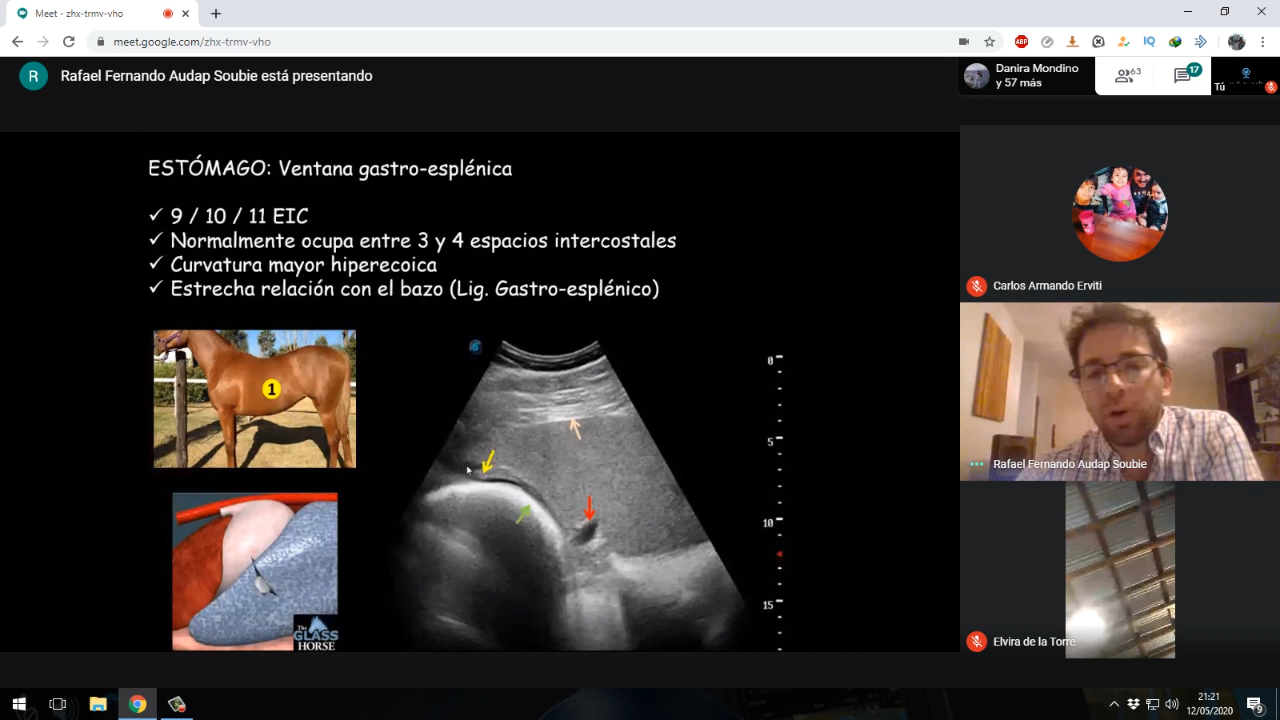 Meet - zhx-trmv-vho
meet.google.com/zhx-trmv-vho
ABP
IQ
R
Rafael Fernando Audap Soubie está presentando
Danira Mondino
y 57 más
63
17
Tú
ESTÓMAGO: Ventana gastro-esplénica
✓ 9 / 10 / 11 EIC
✓ Normalmente ocupa entre 3 y 4 espacios intercostales
✓ Curvatura mayor hiperecoica
✓ Estrecha relación con el bazo (Lig. Gastro-esplénico)
1
0
5
10
15
The
GLASS
HORSE
Carlos Armando Erviti
Rafael Fernando Audap Soubie
Elvira de la Torre
21:21
12/05/2020